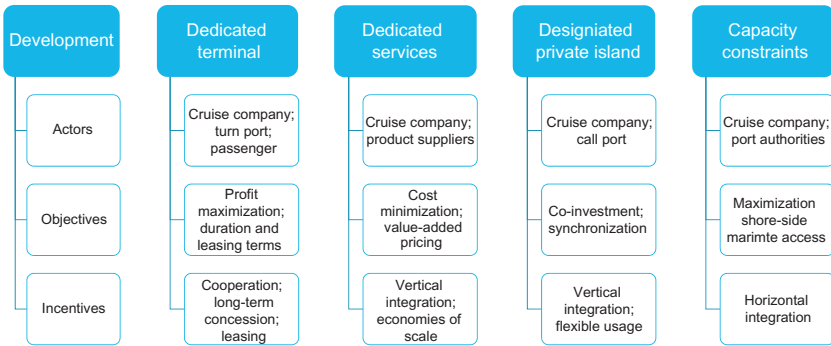 Development
Actors
Objectives
Incentives
Dedicated
terminal
Cruise company;
turn port;
passenger
Profit
maximization;
duration and
leasing terms
Cooperation;
long-term
concession;
leasing
Dedicated
services
Cruise company;
product suppliers
Cost
minimization;
value-added
pricing
Vertical
integration;
economies of
scale
Designiated
private island
Cruise company;
call port
Co-investment;
synchronization
Vertical
integration;
flexible usage
Capacity
constraints
Cruise company;
port authorities
Maximization
shore-side
marimte access
Horizontal
integration